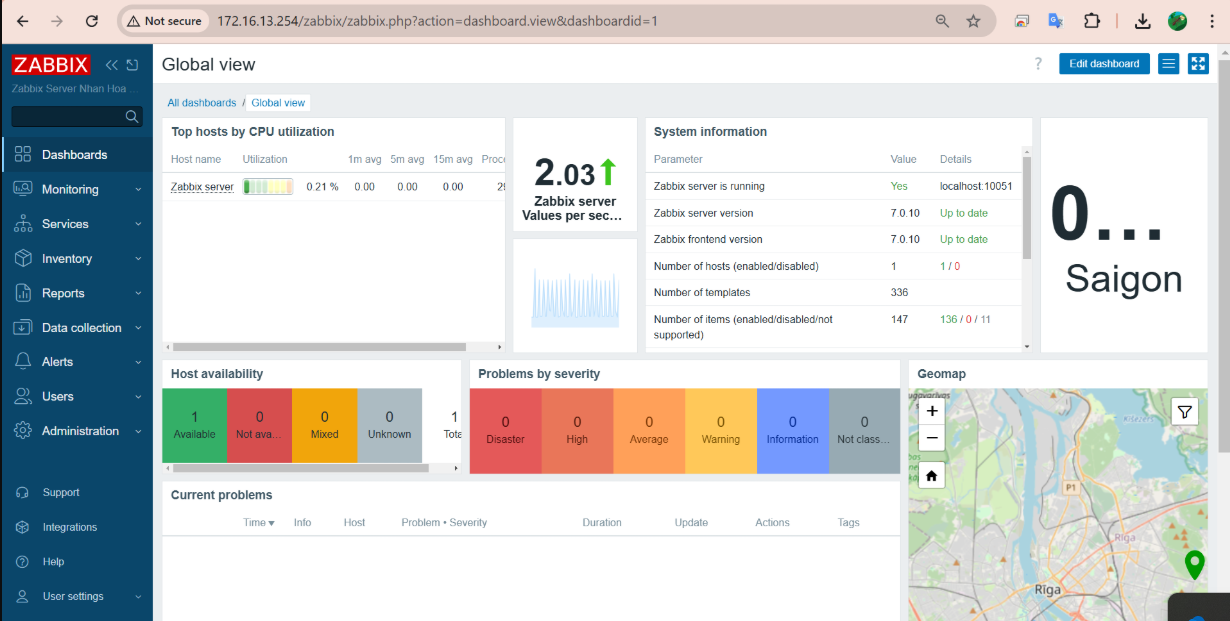 Not secure
172.16.13.254/zabbix/zabbix.php?action=dashboard.view&dashboardid=1
ZABBIX
Zabbix Server Nhan Hoa ...
Dashboards
Monitoring
Services
Inventory
Reports
Data collection
Alerts
Users
Administration
Support
Integrations
Help
User settings
Global view
? Edit dashboard
All dashboards / Global view
Top hosts by CPU utilization
Host name Utilization 1m avg 5m avg 15m avg Proce
Zabbix server 0.21 % 0.00 0.00 0.00
2.03
Zabbix server
Values per sec...
System information
Parameter Value Details
Zabbix server is running Yes localhost:10051
Zabbix server version 7.0.10 Up to date
Zabbix frontend version 7.0.10 Up to date
Number of hosts (enabled/disabled) 1 1 / 0
Number of templates 336
Number of items (enabled/disabled/not 147 136 / 0 / 11
supported)
0...
Saigon
Host availability
1 0 0 0 1
Available Not ava... Mixed Unknown Tota
Problems by severity
0 0 0 0 0 0
Disaster High Average Warning Information Not class...
Geomap
+
−
P1
Rīga
Rīga
Current problems
Time Info Host Problem • Severity Duration Update Actions Tags